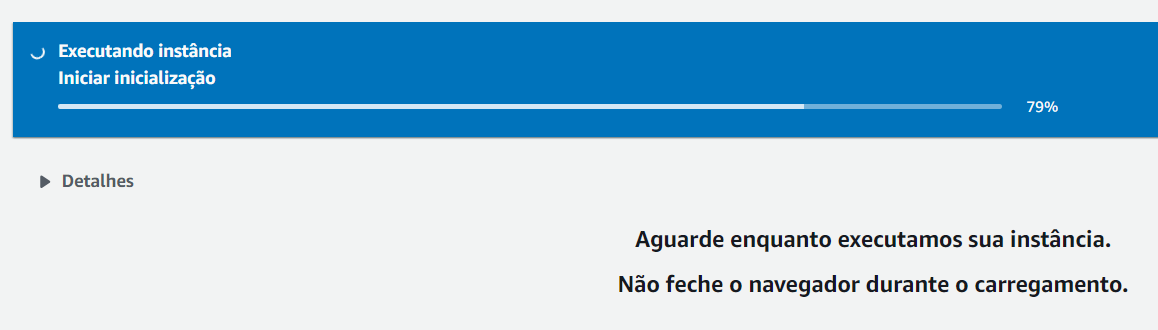 Executando instância
Iniciar inicialização
79%
Detalhes
Aguarde enquanto executamos sua instância.
Não feche o navegador durante o carregamento.